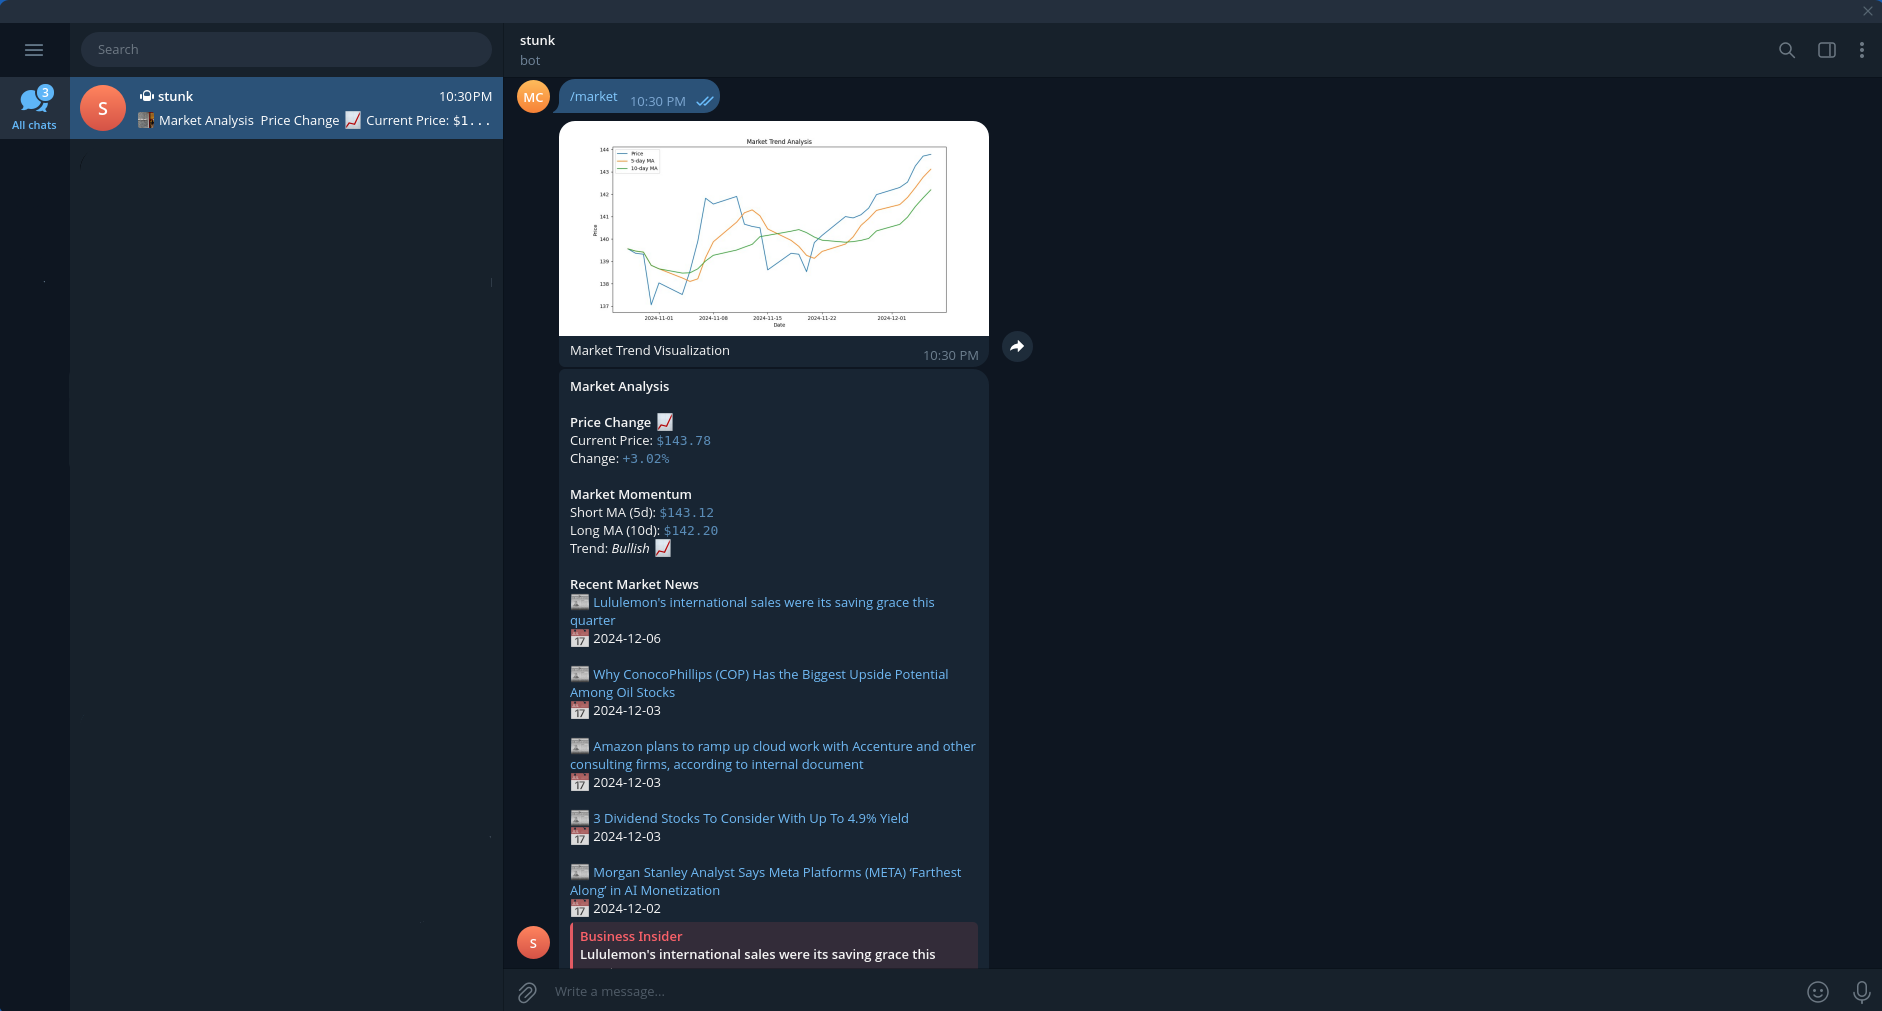 Search
stunk
bot
3
All chats
S
stunk
10:30PM
Market Analysis Price Change Current Price: $1...
MC
/market
10:30 PM
Market Trend Analysis
Price
5-day MA
10-day MA
144
143
142
141
140
139
138
137
Price
2024-11-01
2024-11-08
2024-11-15
2024-11-22
2024-12-01
Date
Market Trend Visualization
10:30 PM
Market Analysis
Price Change
Current Price: $143.78
Change: +3.02%
Market Momentum
Short MA (5d): $143.12
Long MA (10d): $142.20
Trend: Bullish
Recent Market News
Lululemon's international sales were its saving grace this
quarter
17 2024-12-06
Why ConocoPhillips (COP) Has the Biggest Upside Potential
Among Oil Stocks
17 2024-12-03
Amazon plans to ramp up cloud work with Accenture and other
consulting firms, according to internal document
17 2024-12-03
3 Dividend Stocks To Consider With Up To 4.9% Yield
17 2024-12-03
Morgan Stanley Analyst Says Meta Platforms (META) ‘Farthest
Along’ in AI Monetization
17 2024-12-02
S
Business Insider
Lululemon's international sales were its saving grace this
Write a message...